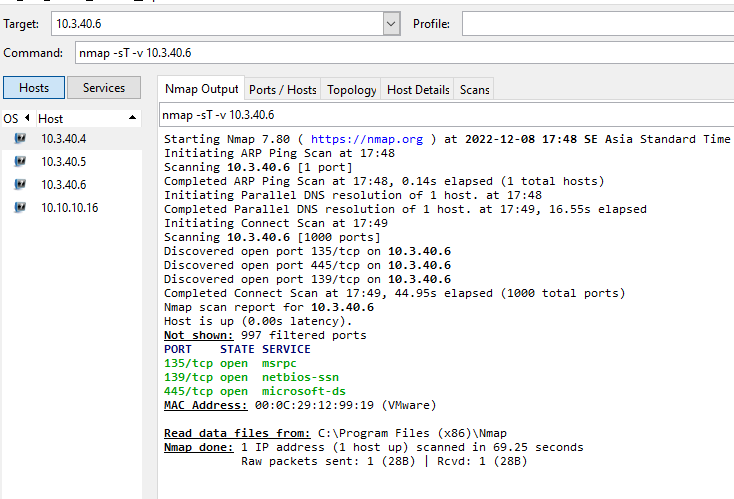 Target: 10.3.40.6 Profile:
Command: nmap -sT -v 10.3.40.6
Hosts Services
Nmap Output Ports / Hosts Topology Host Details Scans
OS Host
nmap -sT -v 10.3.40.6
10.3.40.4
10.3.40.5
10.3.40.6
10.10.10.16
Starting Nmap 7.80 ( https://nmap.org ) at 2022-12-08 17:48 SE Asia Standard Time
Initiating ARP Ping Scan at 17:48
Scanning 10.3.40.6 [1 port]
Completed ARP Ping Scan at 17:48, 0.14s elapsed (1 total hosts)
Initiating Parallel DNS resolution of 1 host. at 17:48
Completed Parallel DNS resolution of 1 host. at 17:49, 16.55s elapsed
Initiating Connect Scan at 17:49
Scanning 10.3.40.6 [1000 ports]
Discovered open port 135/tcp on 10.3.40.6
Discovered open port 445/tcp on 10.3.40.6
Discovered open port 139/tcp on 10.3.40.6
Completed Connect Scan at 17:49, 44.95s elapsed (1000 total ports)
Nmap scan report for 10.3.40.6
Host is up (0.00s latency).
Not shown: 997 filtered ports
PORT STATE SERVICE
135/tcp open msrpc
139/tcp open netbios-ssn
445/tcp open microsoft-ds
MAC Address: 00:0C:29:12:99:19 (VMware)
Read data files from: C:\Program Files (x86)\Nmap
Nmap done: 1 IP address (1 host up) scanned in 69.25 seconds
Raw packets sent: 1 (28B) | Rcvd: 1 (28B)